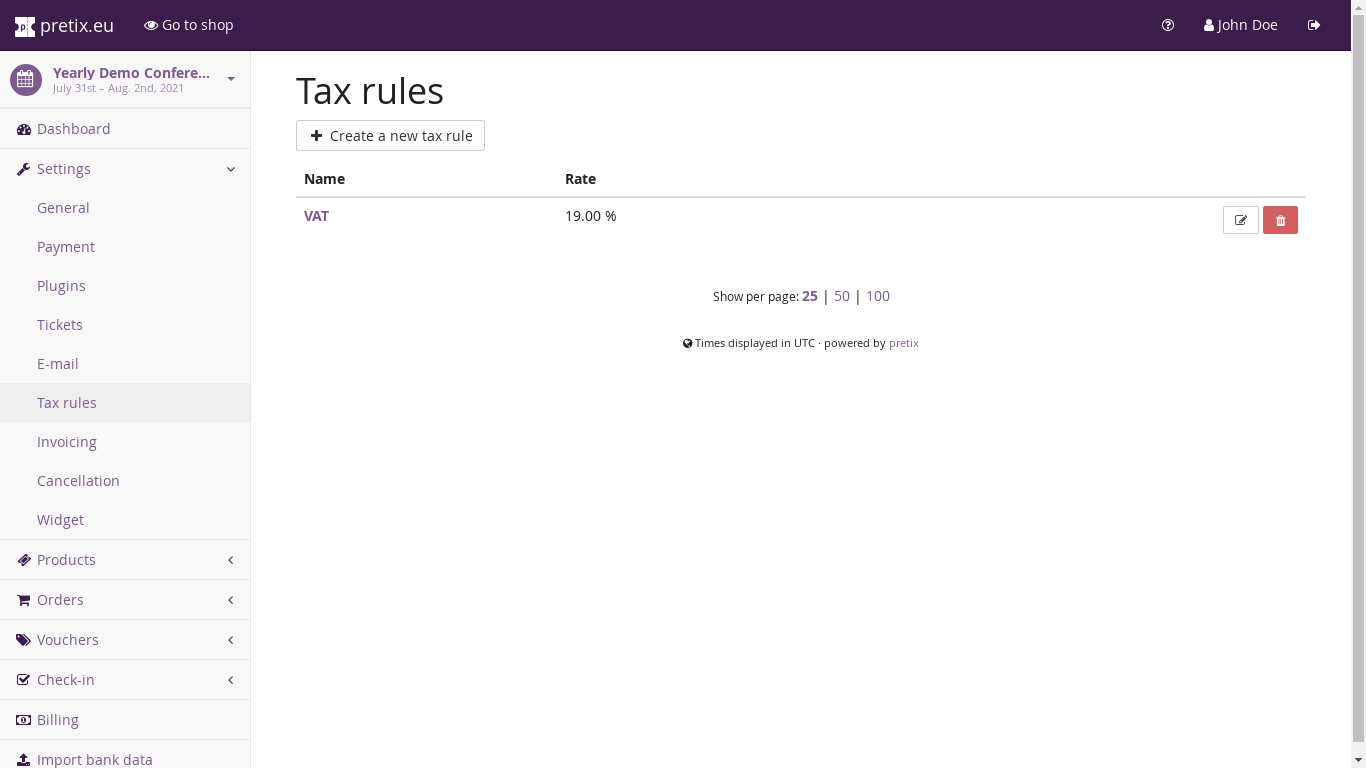 pretix.eu
Go to shop
John Doe
Yearly Demo Confere...
July 31st – Aug. 2nd, 2021
Dashboard
Settings
General
Payment
Plugins
Tickets
E-mail
Tax rules
Invoicing
Cancellation
Widget
Products
Orders
Vouchers
Check-in
Billing
Import bank data
Tax rules
Create a new tax rule
Name Rate
VAT 19.00 %
Show per page: 25 | 50 | 100
Times displayed in UTC · powered by pretix